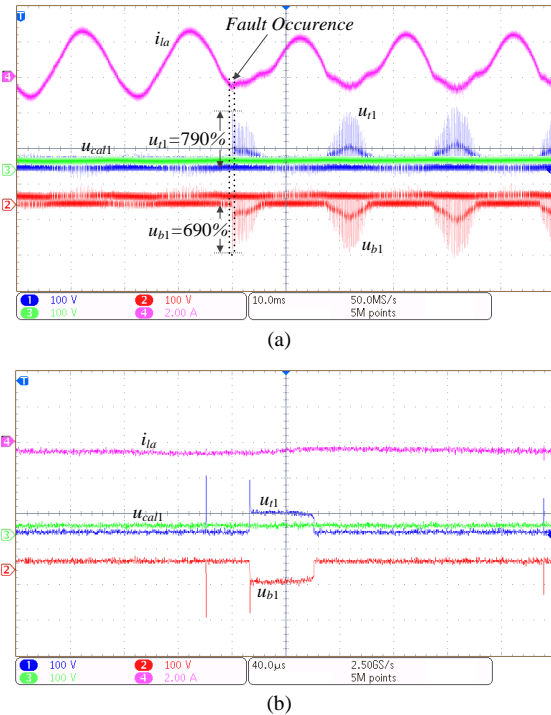 T
Fault Occurence
i_la
4
u_t1
u_cal1
u_t1=790%
3
2
u_b1=690%
u_b1
1 100 V 2 100 V 10.0ms 50.0MS/s
3 100 V 4 2.00 A 5M points
(a)
T
4
i_la
u_cal1
u_t1
3
2
u_b1
1 100 V 2 100 V 40.0µs 2.50GS/s
3 100 V 4 2.00 A 5M points
(b)